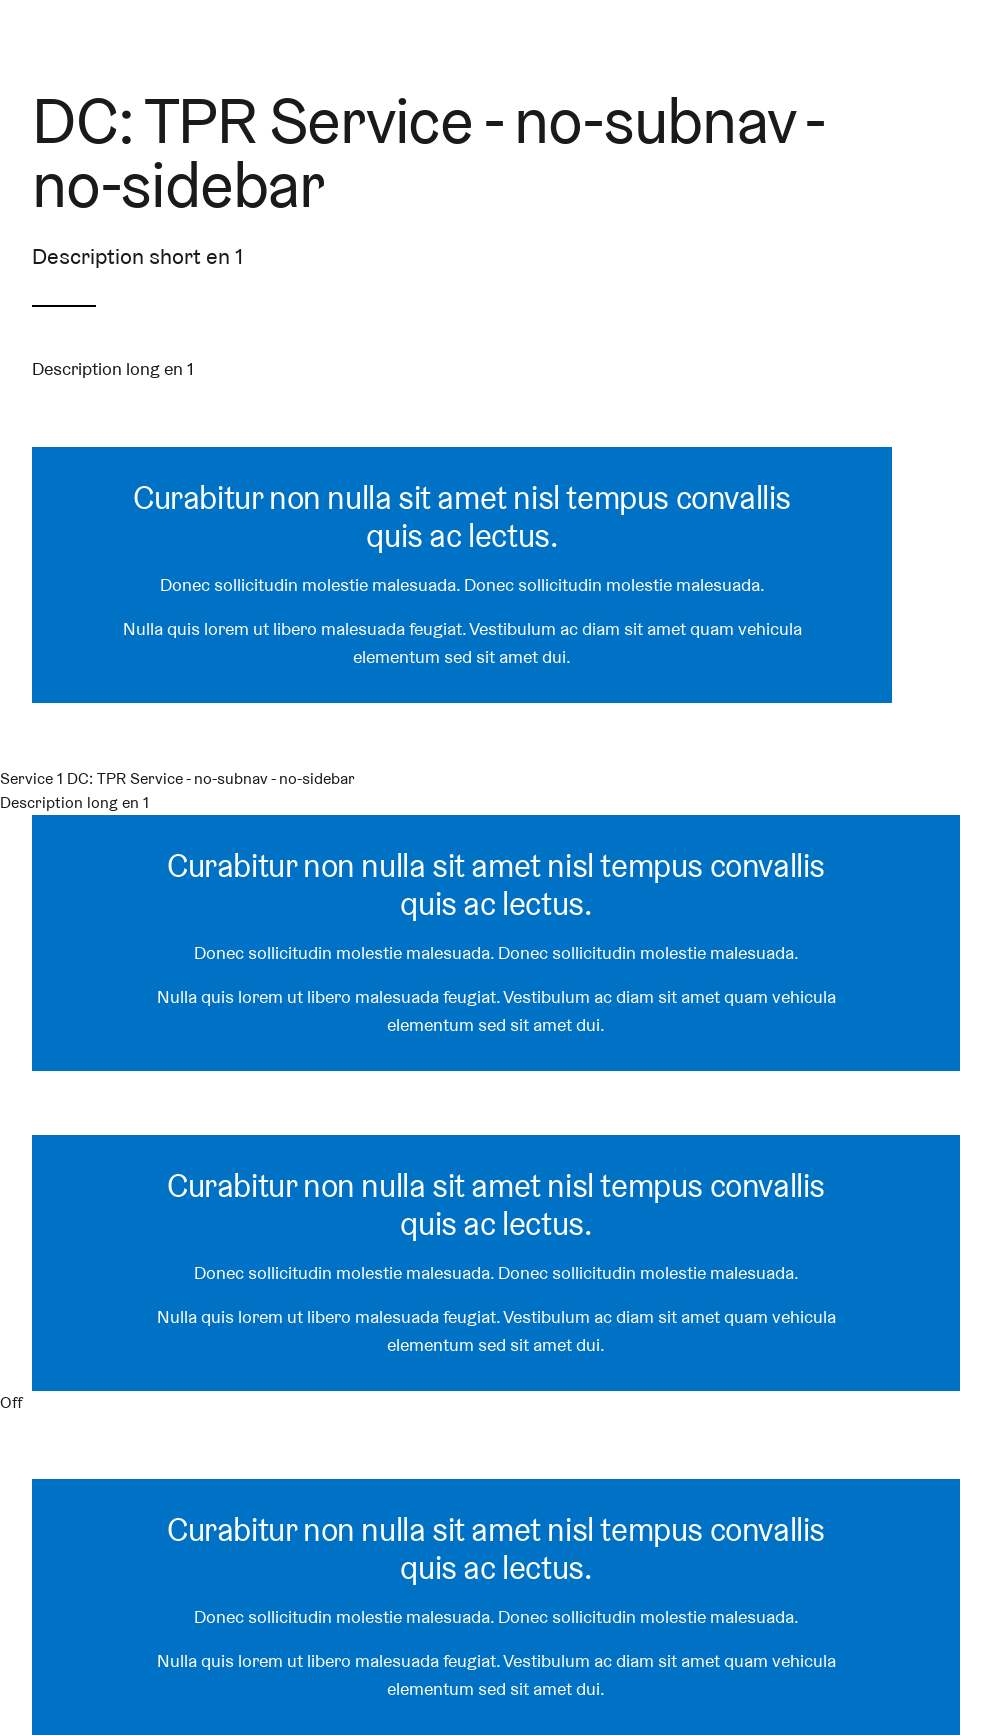 DC: TPR Service - no-subnav -
no-sidebar
Description short en 1
Description long en 1
Curabitur non nulla sit amet nisl tempus convallis
quis ac lectus.
Donec sollicitudin molestie malesuada. Donec sollicitudin molestie malesuada.
Nulla quis lorem ut libero malesuada feugiat. Vestibulum ac diam sit amet quam vehicula
elementum sed sit amet dui.
Service 1 DC: TPR Service - no-subnav - no-sidebar
Description long en 1
Curabitur non nulla sit amet nisl tempus convallis
quis ac lectus.
Donec sollicitudin molestie malesuada. Donec sollicitudin molestie malesuada.
Nulla quis lorem ut libero malesuada feugiat. Vestibulum ac diam sit amet quam vehicula
elementum sed sit amet dui.
Curabitur non nulla sit amet nisl tempus convallis
quis ac lectus.
Donec sollicitudin molestie malesuada. Donec sollicitudin molestie malesuada.
Nulla quis lorem ut libero malesuada feugiat. Vestibulum ac diam sit amet quam vehicula
elementum sed sit amet dui.
Off
Curabitur non nulla sit amet nisl tempus convallis
quis ac lectus.
Donec sollicitudin molestie malesuada. Donec sollicitudin molestie malesuada.
Nulla quis lorem ut libero malesuada feugiat. Vestibulum ac diam sit amet quam vehicula
elementum sed sit amet dui.